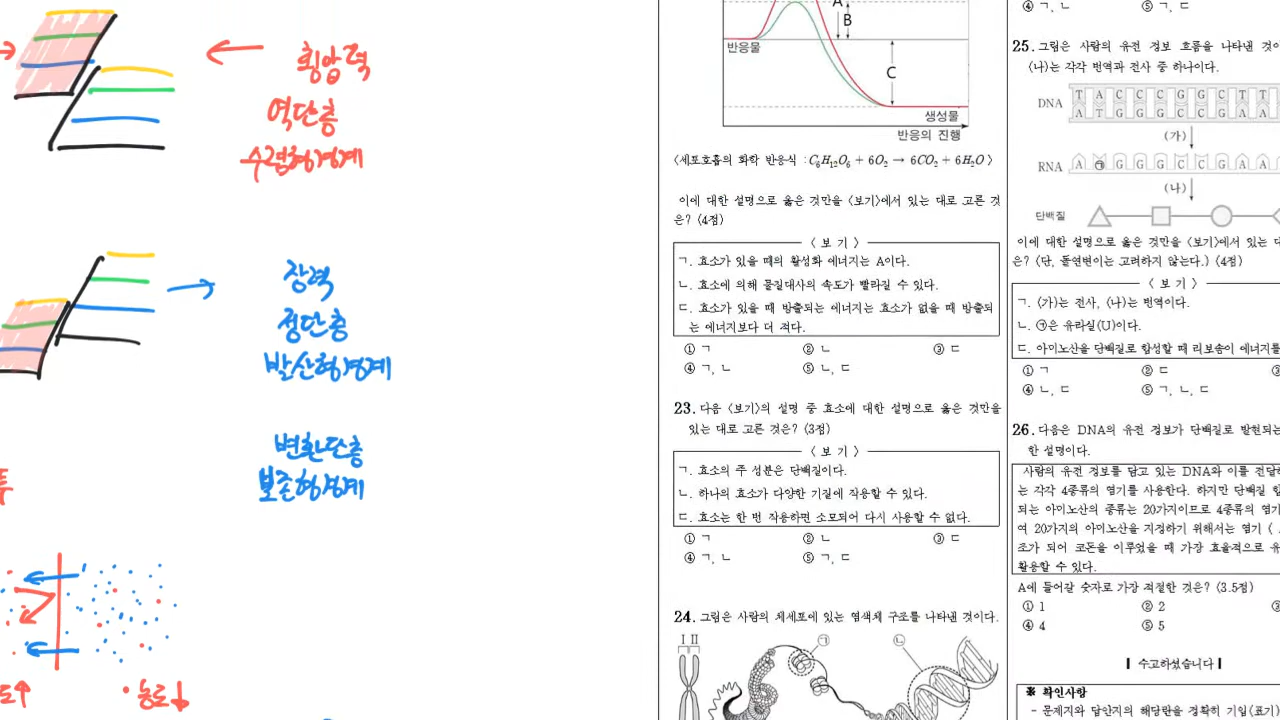 횡압력
역단층
수렴형경계
장력
정단층
발산형경계
변환단층
보존형경계
도↑
• 농도↓
A
B
반응물
C
생성물
반응의 진행
〈세포호흡의 화학 반응식 : C₆H₁₂O₆ + 6O₂ → 6CO₂ + 6H₂O 〉
이에 대한 설명으로 옳은 것만을 〈보기〉에서 있는 대로 고른 것
은? (4점)
〈 보 기 〉
ㄱ. 효소가 있을 때의 활성화 에너지는 A이다.
ㄴ. 효소에 의해 물질대사의 속도가 빨라질 수 있다.
ㄷ. 효소가 있을 때 방출되는 에너지는 효소가 없을 때 방출되
는 에너지보다 더 적다.
① ㄱ ② ㄴ ③ ㄷ
④ ㄱ, ㄴ ⑤ ㄴ, ㄷ
23. 다음 〈보기〉의 설명 중 효소에 대한 설명으로 옳은 것만을
있는 대로 고른 것은? (3점)
〈 보 기 〉
ㄱ. 효소의 주 성분은 단백질이다.
ㄴ. 하나의 효소가 다양한 기질에 작용할 수 있다.
ㄷ. 효소는 한 번 작용하면 소모되어 다시 사용할 수 없다.
① ㄱ ② ㄴ ③ ㄷ
④ ㄱ, ㄴ ⑤ ㄱ, ㄷ
24. 그림은 사람의 체세포에 있는 염색체 구조를 나타낸 것이다.
Ⅰ Ⅱ
㉠
㉡
④ ㄱ, ㄴ ⑤ ㄱ, ㄷ
25. 그림은 사람의 유전 정보 흐름을 나타낸 것이
(나)는 각각 번역과 전사 중 하나이다.
DNA
T A C C C G G C T T
A T G G G C C G A A
(가)
RNA
A ㉠ G G G C C G A A
(나)
단백질
이에 대한 설명으로 옳은 것만을 〈보기〉에서 있는 대
은? (단, 돌연변이는 고려하지 않는다.) (4점)
〈 보 기 〉
ㄱ. (가)는 전사, (나)는 번역이다.
ㄴ. ㉠은 유라실(U)이다.
ㄷ. 아미노산을 단백질로 합성할 때 리보솜이 에너지를
① ㄱ ② ㄷ
④ ㄴ, ㄷ ⑤ ㄱ, ㄴ, ㄷ
26. 다음은 DNA의 유전 정보가 단백질로 발현되는
한 설명이다.
사람의 유전 정보를 담고 있는 DNA와 이를 전달하
는 각각 4종류의 염기를 사용한다. 하지만 단백질 합
되는 아미노산의 종류는 20가지이므로 4종류의 염기
여 20가지의 아미노산을 지정하기 위해서는 염기 (
조가 되어 코돈을 이루었을 때 가장 효율적으로 유
활용할 수 있다.
A에 들어갈 숫자로 가장 적절한 것은? (3.5점)
① 1 ② 2
④ 4 ⑤ 5
수고하셨습니다
※ 확인사항
- 문제지와 답안지의 해당란을 정확히 기입(표기)